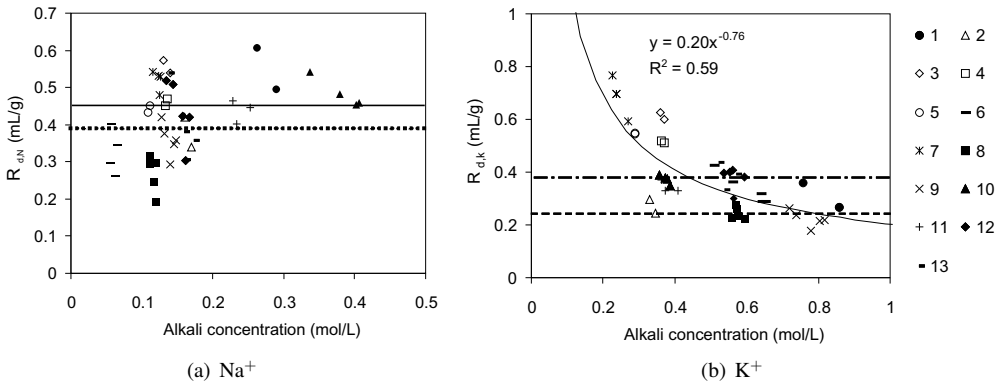 0.7
0.6
0.5
0.4
0.3
0.2
0.1
0
R d,N (mL/g)
0 0.1 0.2 0.3 0.4 0.5
Alkali concentration (mol/L)
(a) Na+
1
0.8
0.6
0.4
0.2
0
R d,k (mL/g)
y = 0.20x^-0.76
R² = 0.59
0 0.2 0.4 0.6 0.8 1
Alkali concentration (mol/L)
(b) K+
1 2
3 4
5 6
7 8
9 10
11 12
13